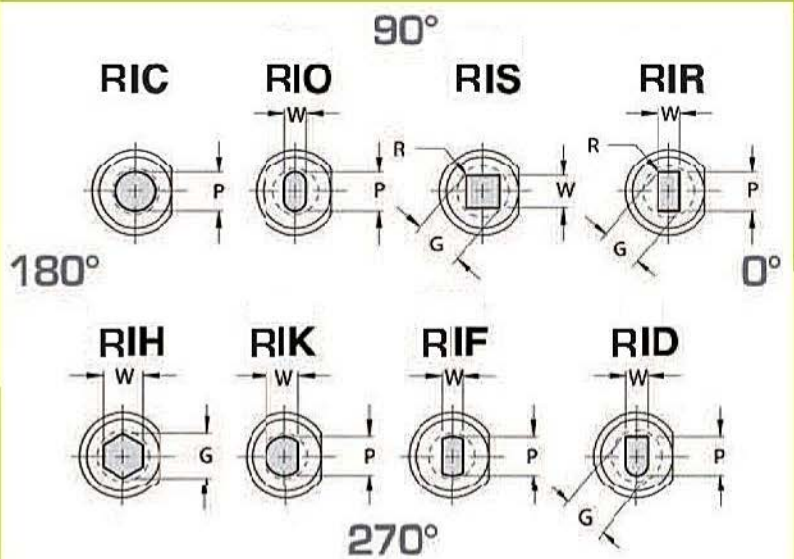 90°
RIC RIO RIS RIR
W W
R R
P P W P
G G
180° 0°
RIH RIK RIF RID
W W W W
G P P P
G
270°